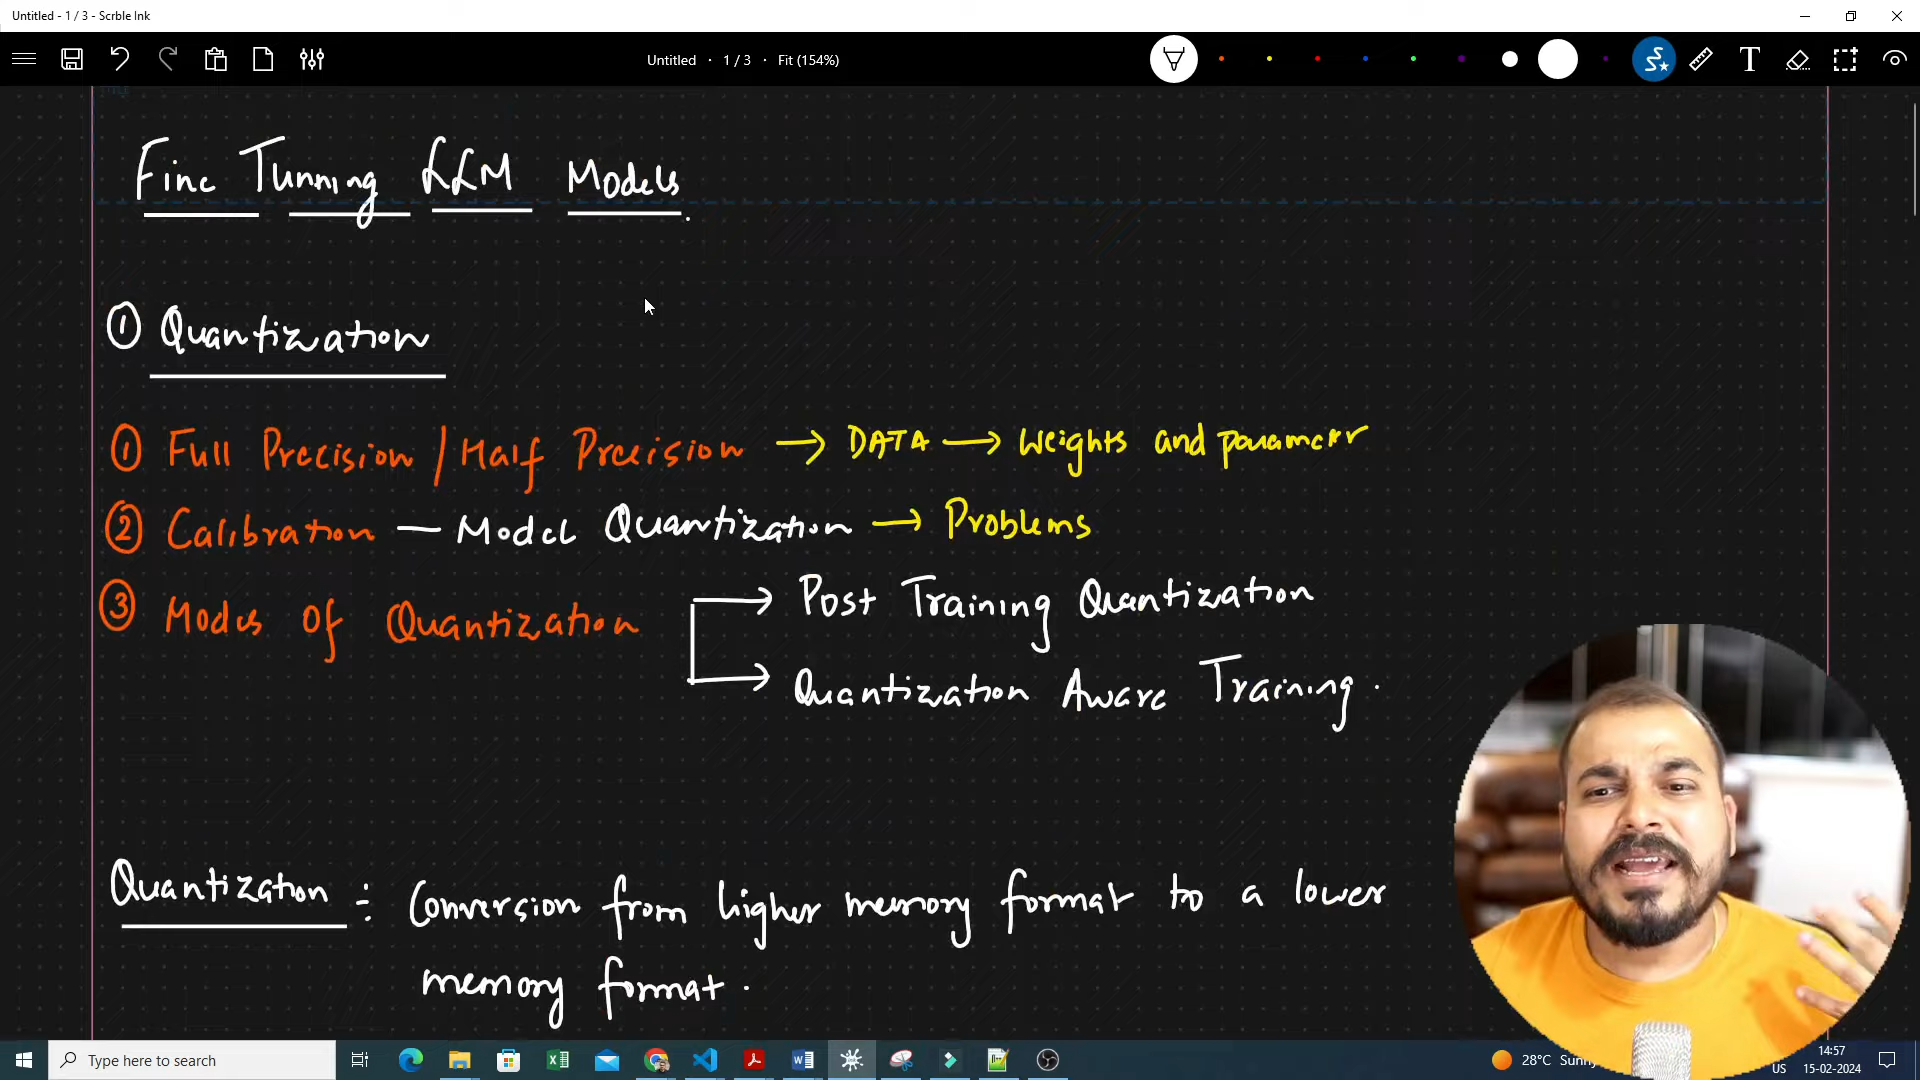 Untitled - 1 / 3 - Scrble Ink
Untitled · 1 / 3 · Fit (154%)
Fine Tunning LLM Models.
① Quantization
① Full Precision / Half Precision → DATA → Weights and parameter
② Calibration — Model Quantization → Problems
③ Modes Of Quantization → Post Training Quantization
→ Quantization Aware Training.
Quantization ÷ Conversion from higher memory format to a lower
memory format.
Type here to search
28°C Sunny
US
14:57
15-02-2024